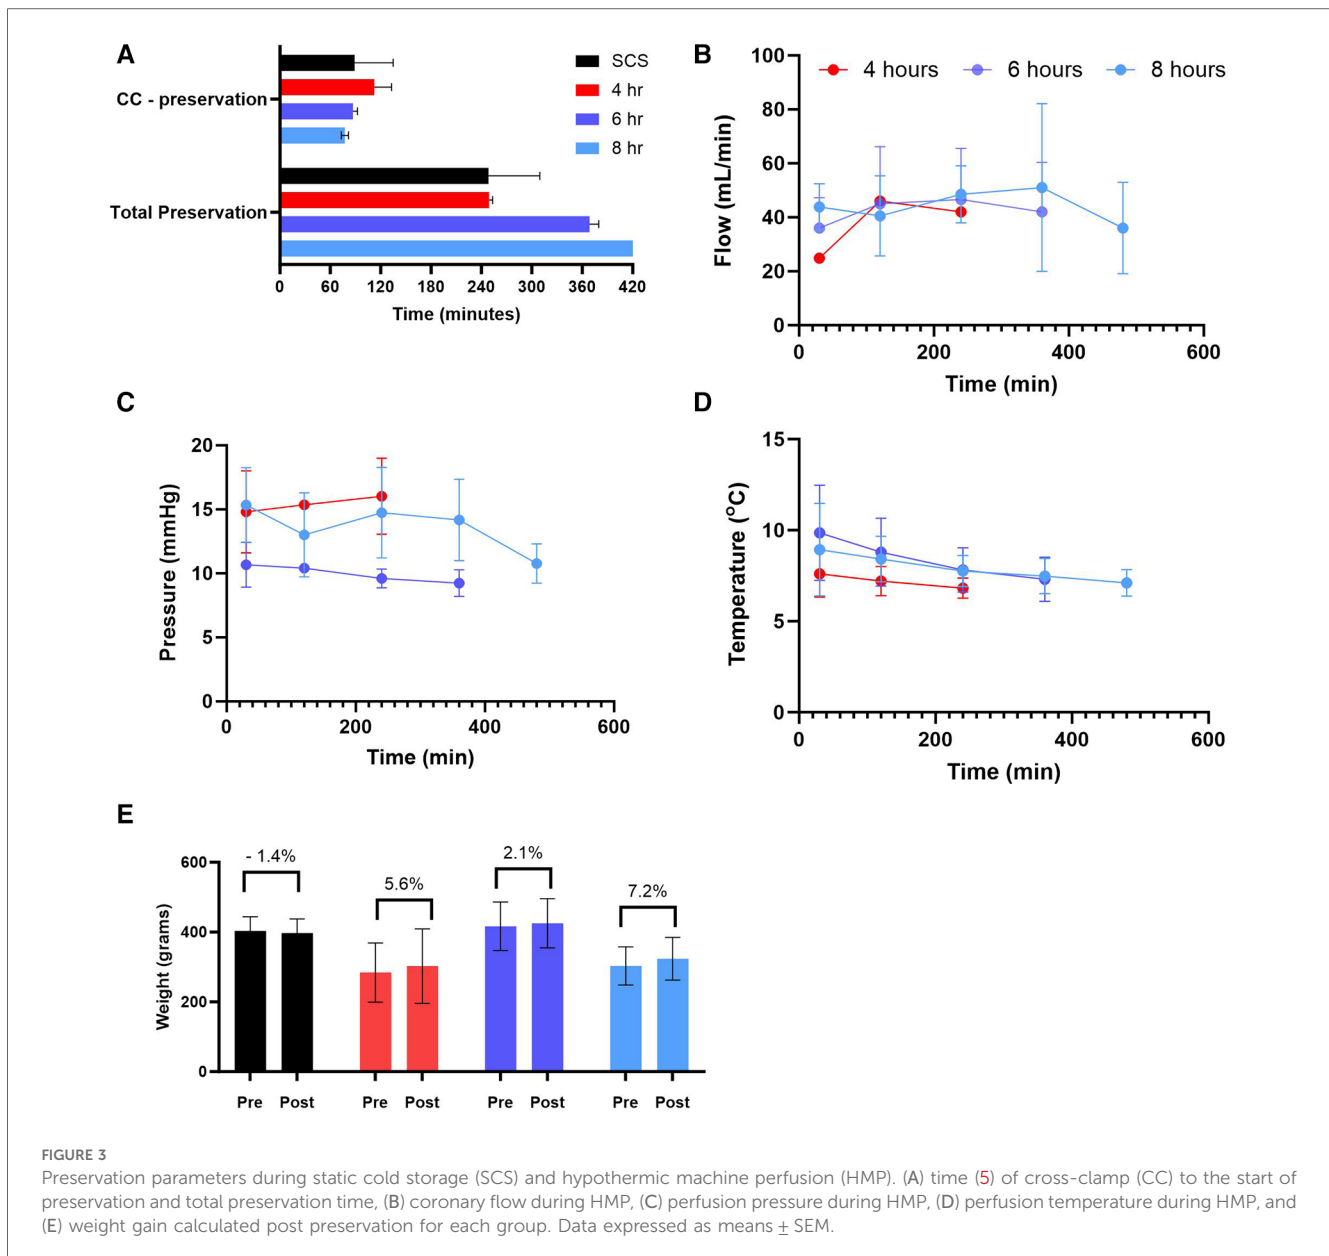 A
CC - preservation
Total Preservation
SCS
4 hr
6 hr
8 hr
0 60 120 180 240 300 360 420
Time (minutes)
B
4 hours 6 hours 8 hours
100
80
60
40
20
0
Flow (mL/min)
0 200 400 600
Time (min)
C
20
15
10
5
0
Pressure (mmHg)
0 200 400 600
Time (min)
D
15
10
5
0
Temperature (°C)
0 200 400 600
Time (min)
E
600
400
200
0
Weight (grams)
- 1.4%
5.6%
2.1%
7.2%
Pre Post Pre Post Pre Post Pre Post
FIGURE 3
Preservation parameters during static cold storage (SCS) and hypothermic machine perfusion (HMP). (A) time (5) of cross-clamp (CC) to the start of
preservation and total preservation time, (B) coronary flow during HMP, (C) perfusion pressure during HMP, (D) perfusion temperature during HMP, and
(E) weight gain calculated post preservation for each group. Data expressed as means ± SEM.